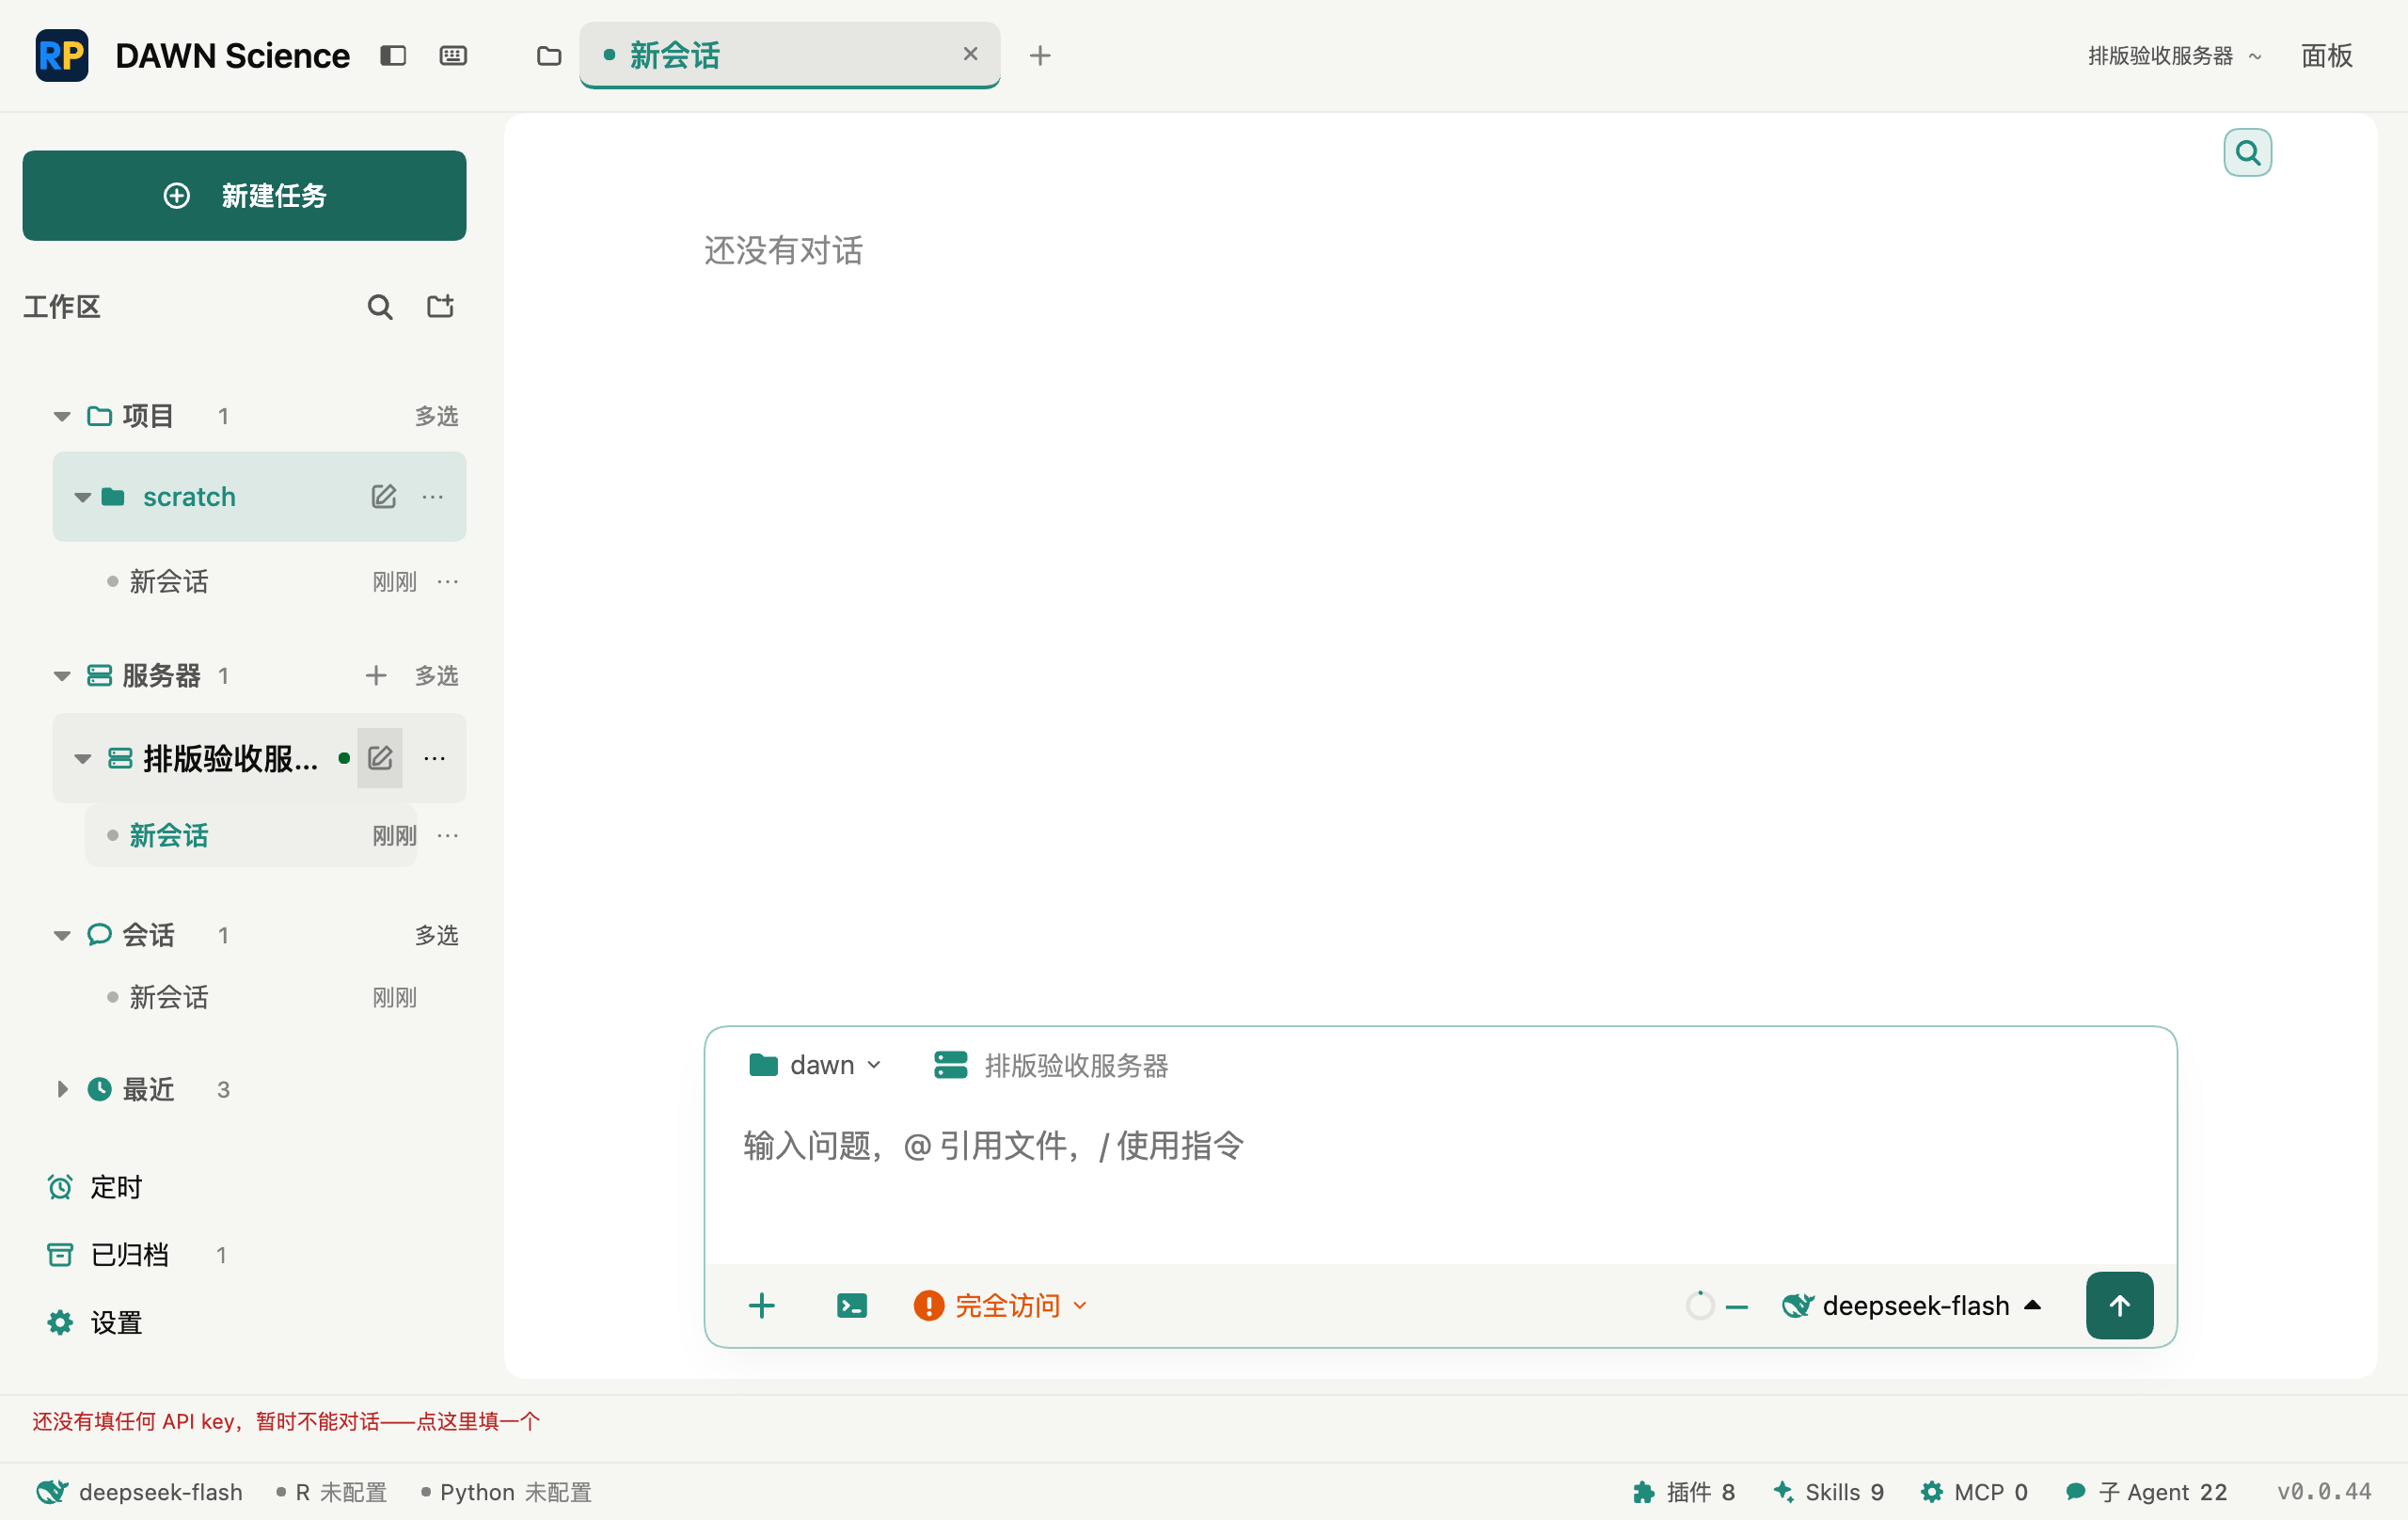 RP DAWN Science
新会话
排版验收服务器 ~ 面板
新建任务
还没有对话
工作区
项目 1 多选
scratch ...
新会话 刚刚 ...
服务器 1 多选
排版验收服... ...
新会话 刚刚 ...
会话 1 多选
新会话 刚刚
最近 3
定时
已归档 1
设置
dawn 排版验收服务器
输入问题，@ 引用文件，/ 使用指令
完全访问 deepseek-flash
还没有填任何 API key，暂时不能对话——点这里填一个
deepseek-flash R 未配置 Python 未配置 插件 8 Skills 9 MCP 0 子 Agent 22 v0.0.44